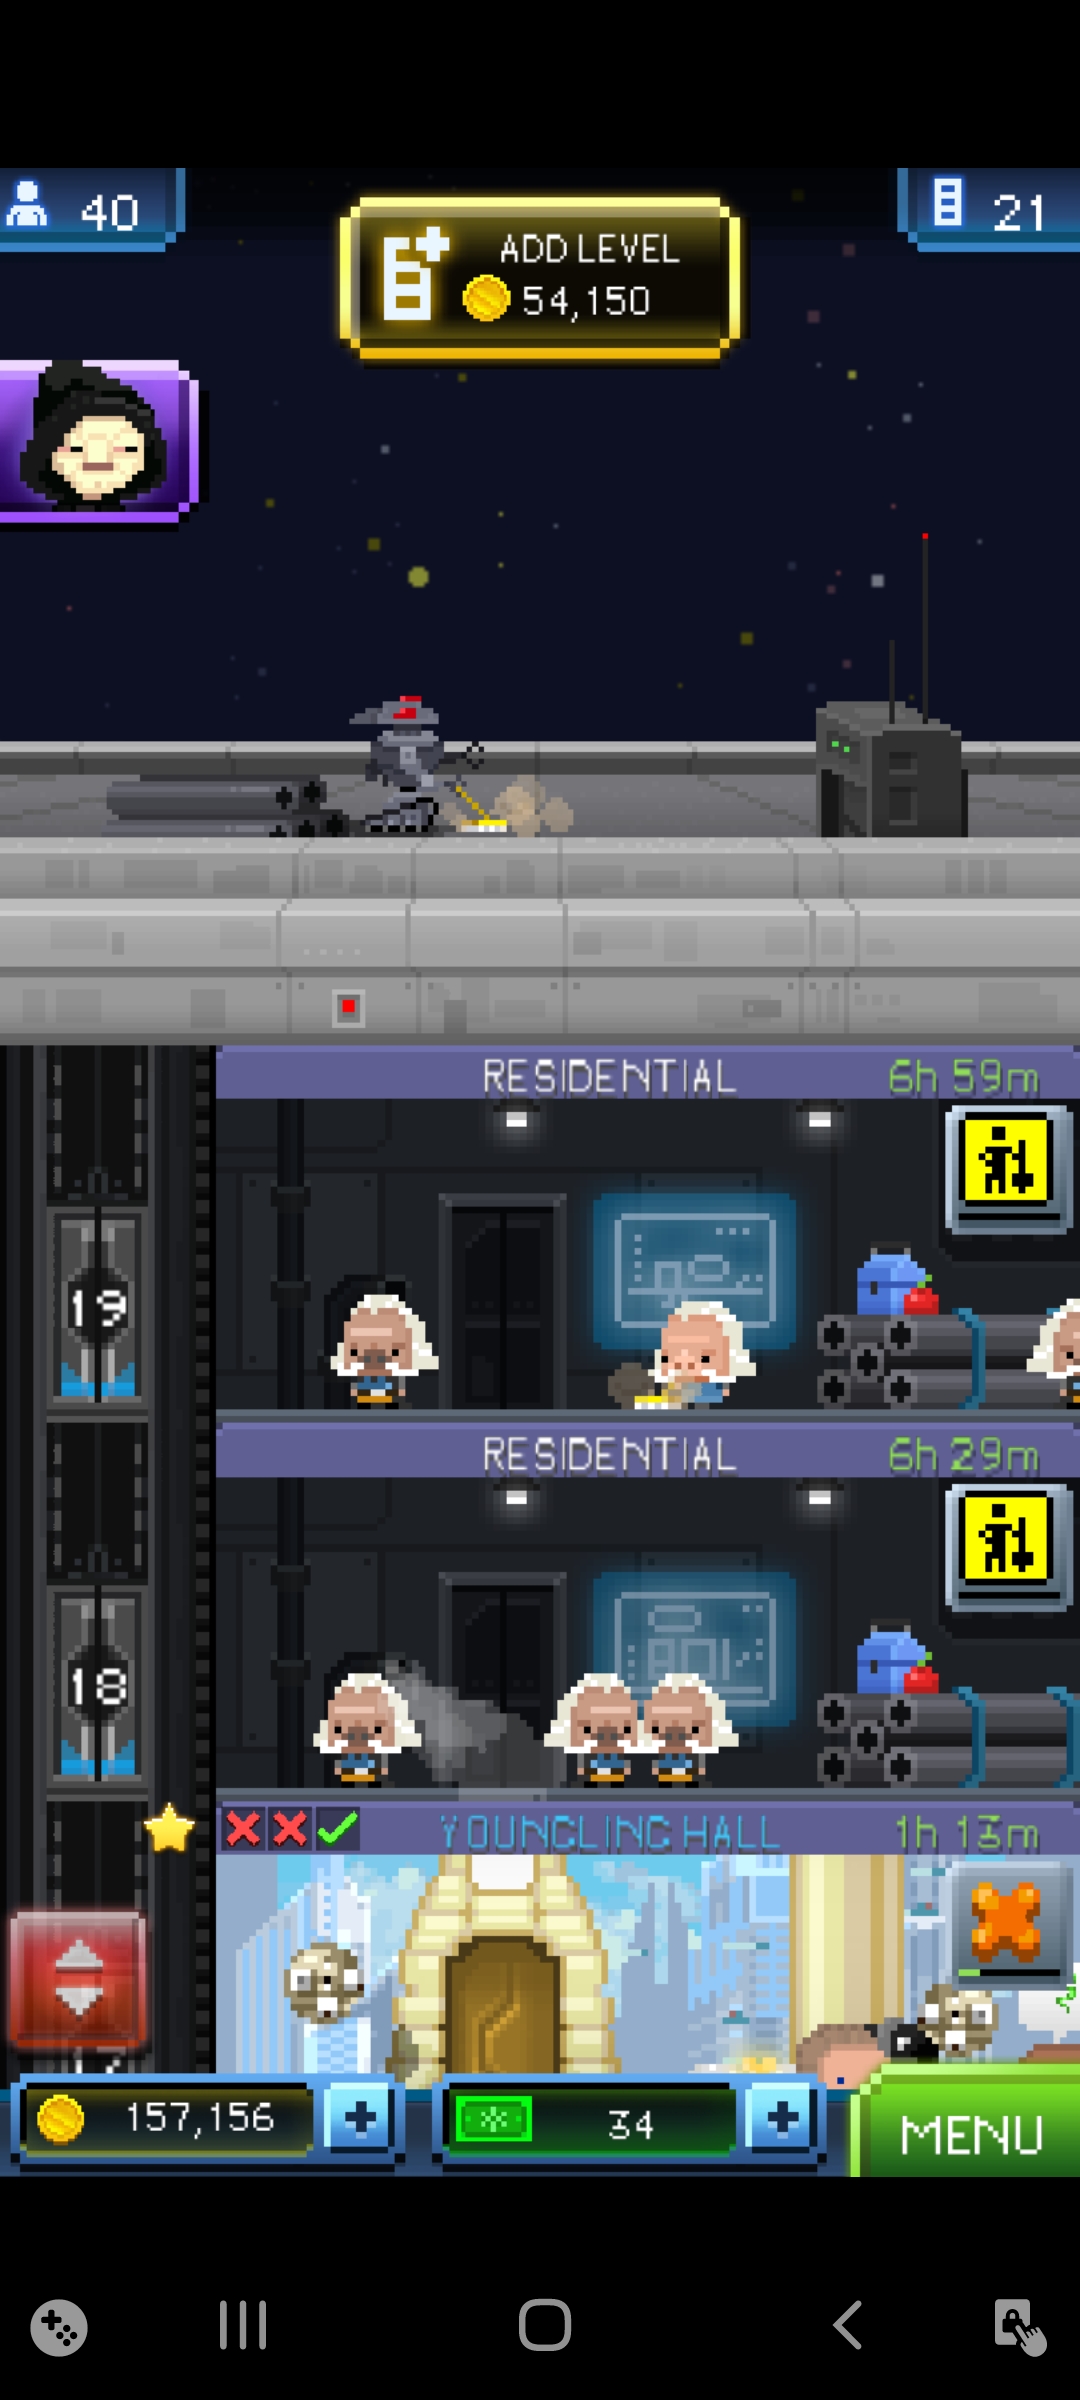 40
ADD LEVEL
54,150
21
RESIDENTIAL 6h 59m
19
RESIDENTIAL 6h 29m
18
YOUNGLING HALL 1h 13m
157,156
34
MENU